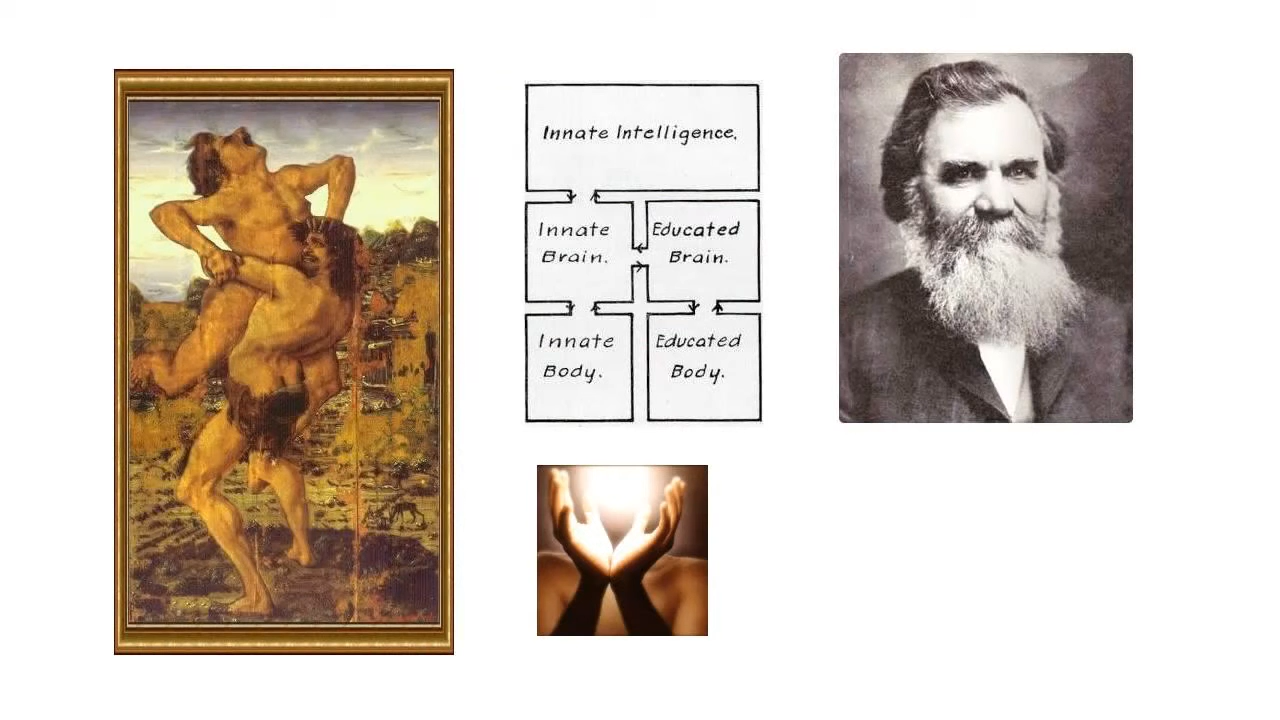 Innate Intelligence.
Innate
Brain.
Educated
Brain.
Innate
Body.
Educated
Body.